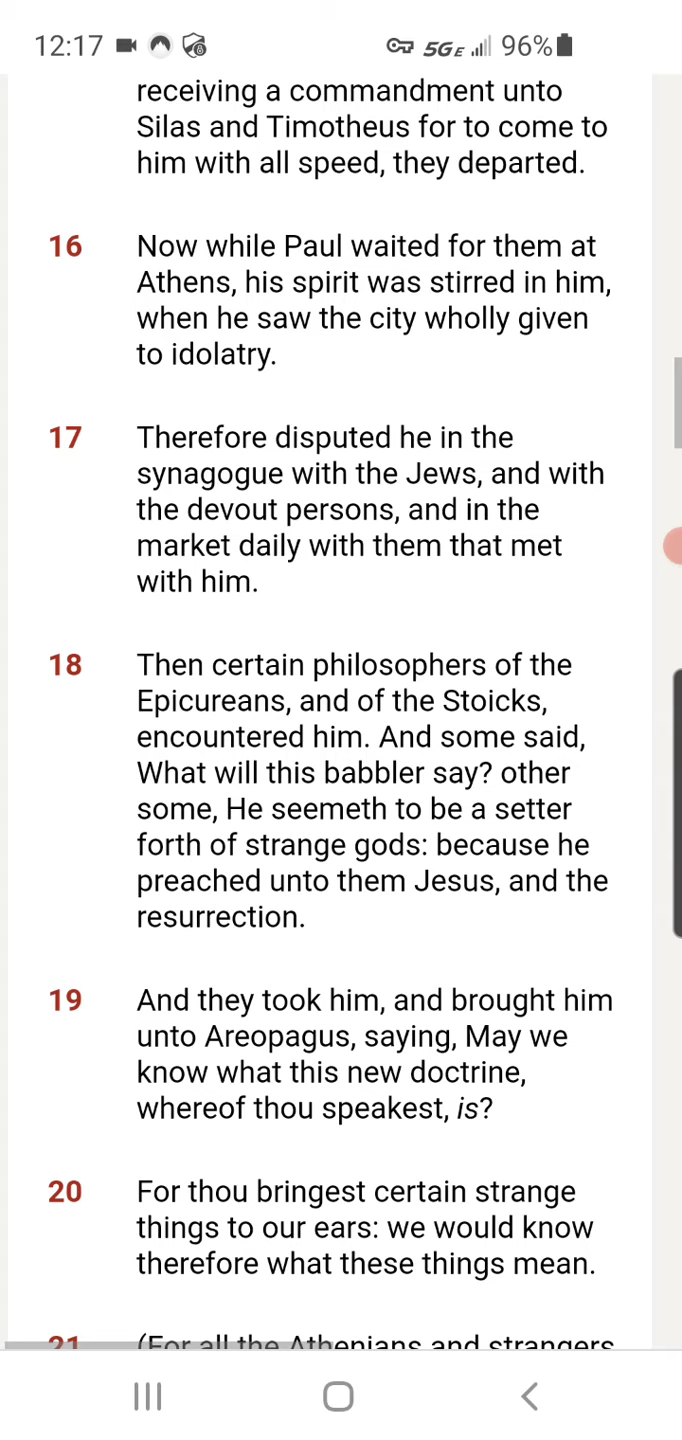 12:17 5GE 96%
receiving a commandment unto
Silas and Timotheus for to come to
him with all speed, they departed.
16 Now while Paul waited for them at
Athens, his spirit was stirred in him,
when he saw the city wholly given
to idolatry.
17 Therefore disputed he in the
synagogue with the Jews, and with
the devout persons, and in the
market daily with them that met
with him.
18 Then certain philosophers of the
Epicureans, and of the Stoicks,
encountered him. And some said,
What will this babbler say? other
some, He seemeth to be a setter
forth of strange gods: because he
preached unto them Jesus, and the
resurrection.
19 And they took him, and brought him
unto Areopagus, saying, May we
know what this new doctrine,
whereof thou speakest, is?
20 For thou bringest certain strange
things to our ears: we would know
therefore what these things mean.
21 (For all the Athenians and strangers